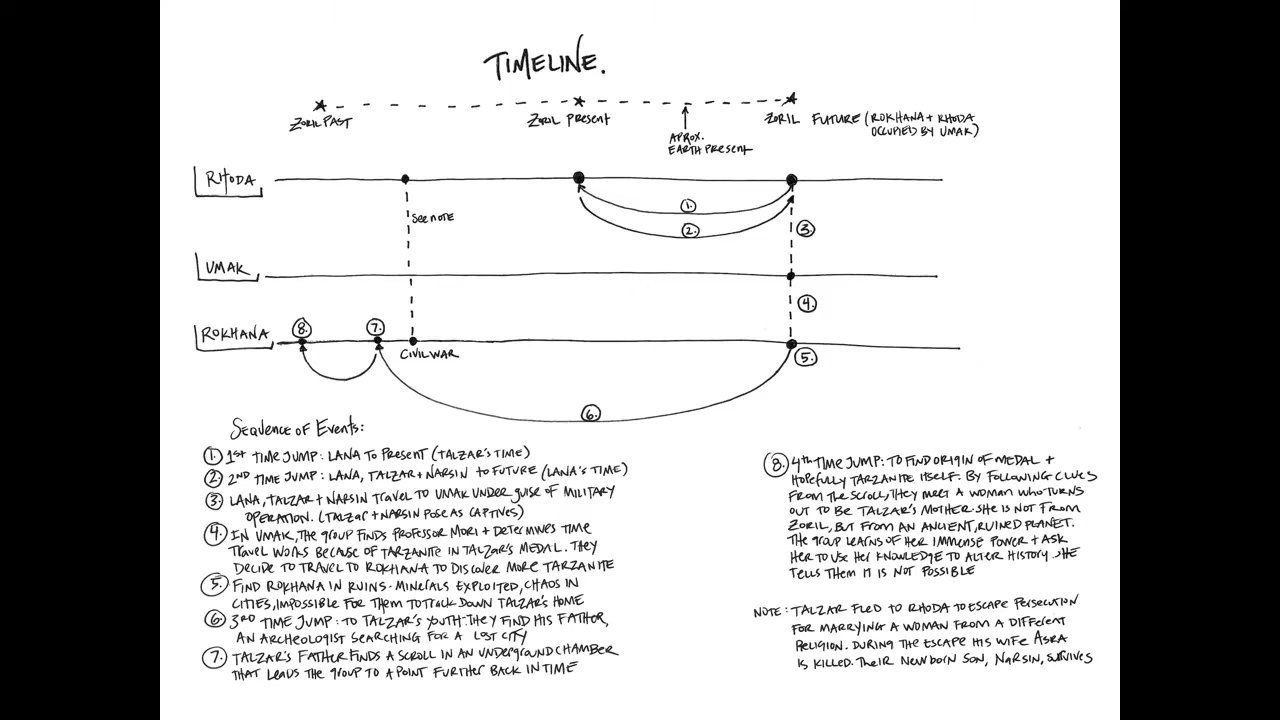 TIMELINE.
ZORIL PAST
ZORIL PRESENT
APROX.
EARTH PRESENT
ZORIL FUTURE (ROKHANA + RHODA
OCCUPIED BY UMAK)
RHODA
1.
See note
2.
3.
UMAK
4.
ROKHANA
8.
7.
CIVIL WAR
5.
6.
Sequence of Events:
1. 1ST TIME JUMP: LANA TO PRESENT (TALZAR'S TIME)
2. 2ND TIME JUMP: LANA, TALZAR + NARSIN TO FUTURE (LANA'S TIME)
3. LANA, TALZAR + NARSIN TRAVEL TO UMAK UNDER GUISE OF MILITARY
OPERATION. (TALZAR + NARSIN POSE AS CAPTIVES)
4. IN UMAK, THE GROUP FINDS PROFESSOR MORI + DETERMINES TIME
TRAVEL WORKS BECAUSE OF TARZANITE IN TALZAR'S MEDAL. THEY
DECIDE TO TRAVEL TO ROKHANA TO DISCOVER MORE TARZANITE
5. FIND ROKHANA IN RUINS - MINERALS EXPLOITED, CHAOS IN
CITIES, IMPOSSIBLE FOR THEM TO TRACK DOWN TALZAR'S HOME
6. 3RD TIME JUMP: TO TALZAR'S YOUTH. THEY FIND HIS FATHER,
AN ARCHEOLOGIST SEARCHING FOR A LOST CITY
7. TALZAR'S FATHER FINDS A SCROLL IN AN UNDERGROUND CHAMBER
THAT LEADS THE GROUP TO A POINT FURTHER BACK IN TIME
8. 4TH TIME JUMP: TO FIND ORIGIN OF MEDAL +
HOPEFULLY TARZANITE ITSELF. BY FOLLOWING CLUES
FROM THE SCROLL, THEY MEET A WOMAN WHO TURNS
OUT TO BE TALZAR'S MOTHER. SHE IS NOT FROM
ZORIL, BUT FROM AN ANCIENT, RUINED PLANET.
THE GROUP LEARNS OF HER IMMENSE POWER + ASK
HER TO USE HER KNOWLEDGE TO ALTER HISTORY. SHE
TELLS THEM IT IS NOT POSSIBLE
NOTE: TALZAR FLED TO RHODA TO ESCAPE PERSECUTION
FOR MARRYING A WOMAN FROM A DIFFERENT
RELIGION. DURING THE ESCAPE HIS WIFE ASRA
IS KILLED. THEIR NEWBORN SON, NARSIN, SURVIVES